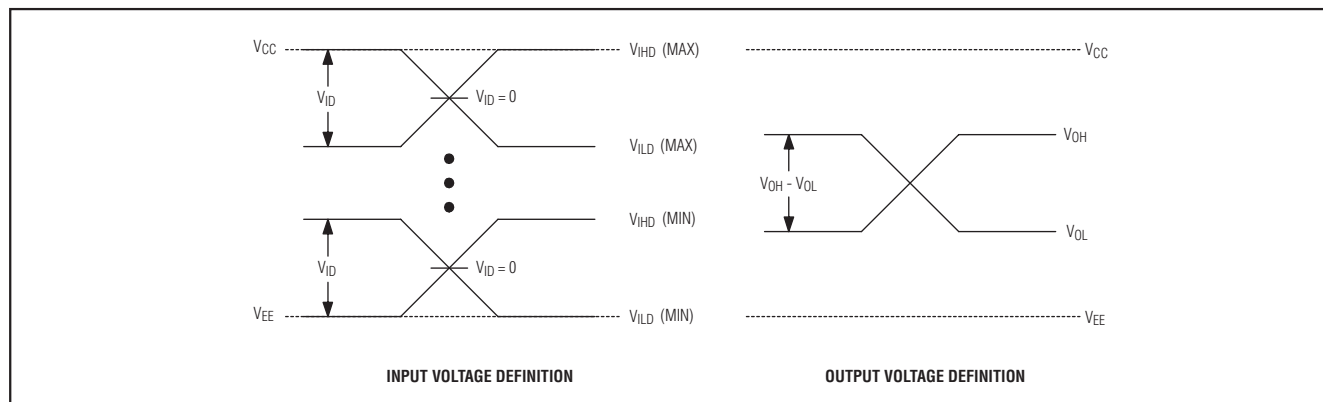 VCC
VIHD (MAX)
VCC
VID
VID = 0
VILD (MAX)
VOH
VOH - VOL
VIHD (MIN)
VOL
VID
VID = 0
VEE
VILD (MIN)
VEE
INPUT VOLTAGE DEFINITION
OUTPUT VOLTAGE DEFINITION